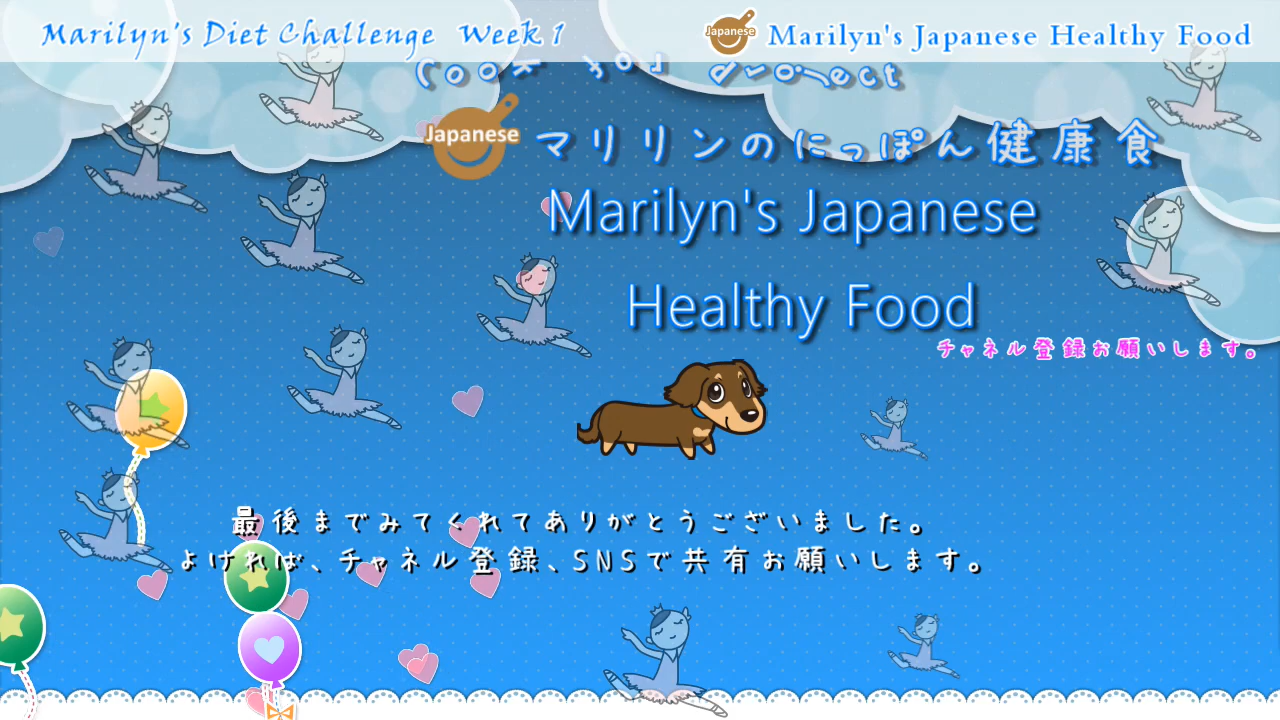 Marilyn's Diet Challenge Week 1
Japanese Marilyn's Japanese Healthy Food
Japanese マリリンのにっぽん健康食
Marilyn's Japanese
Healthy Food
チャネル登録お願いします。
最後までみてくれてありがとうございました。
よければ、チャネル登録、SNSで共有お願いします。